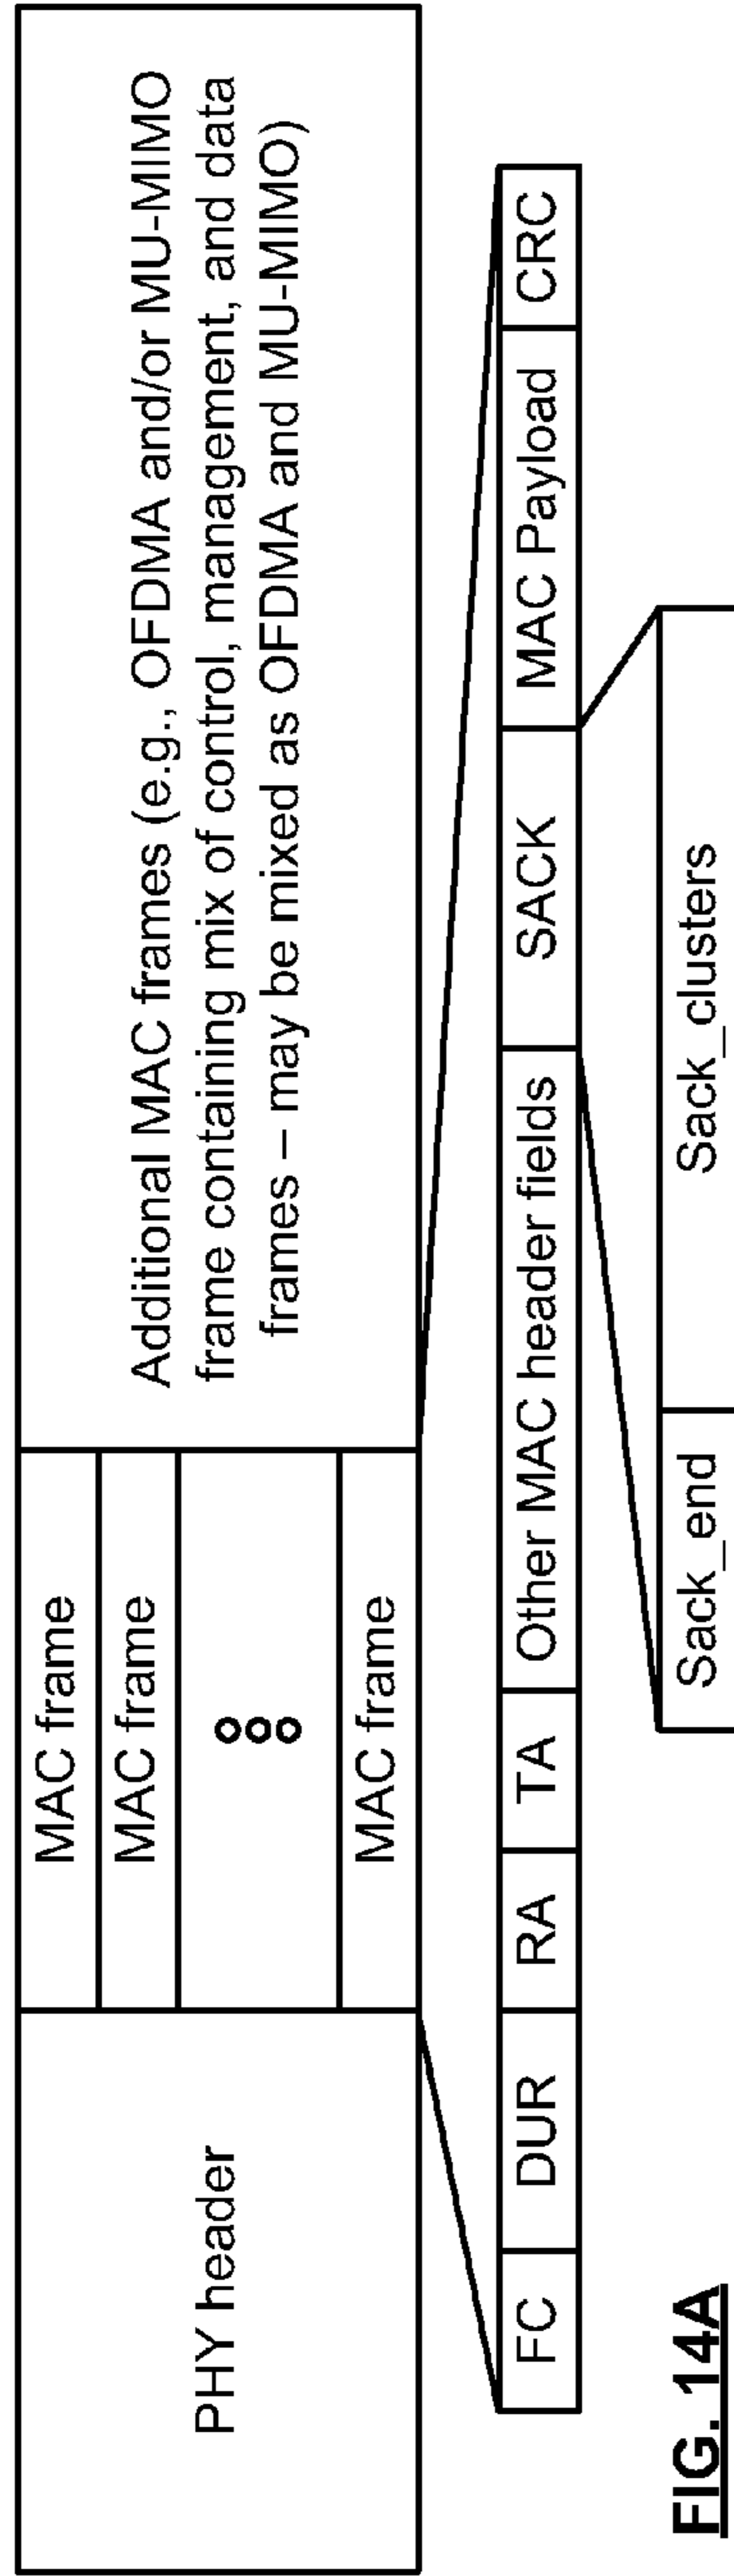 PHY header
MAC frame
MAC frame
MAC frame
Additional MAC frames (e.g., OFDMA and/or MU-MIMO
frame containing mix of control, management, and data
frames – may be mixed as OFDMA and MU-MIMO)
FC
DUR
RA
TA
Other MAC header fields
SACK
MAC Payload
CRC
Sack_end
Sack_clusters
FIG. 14A